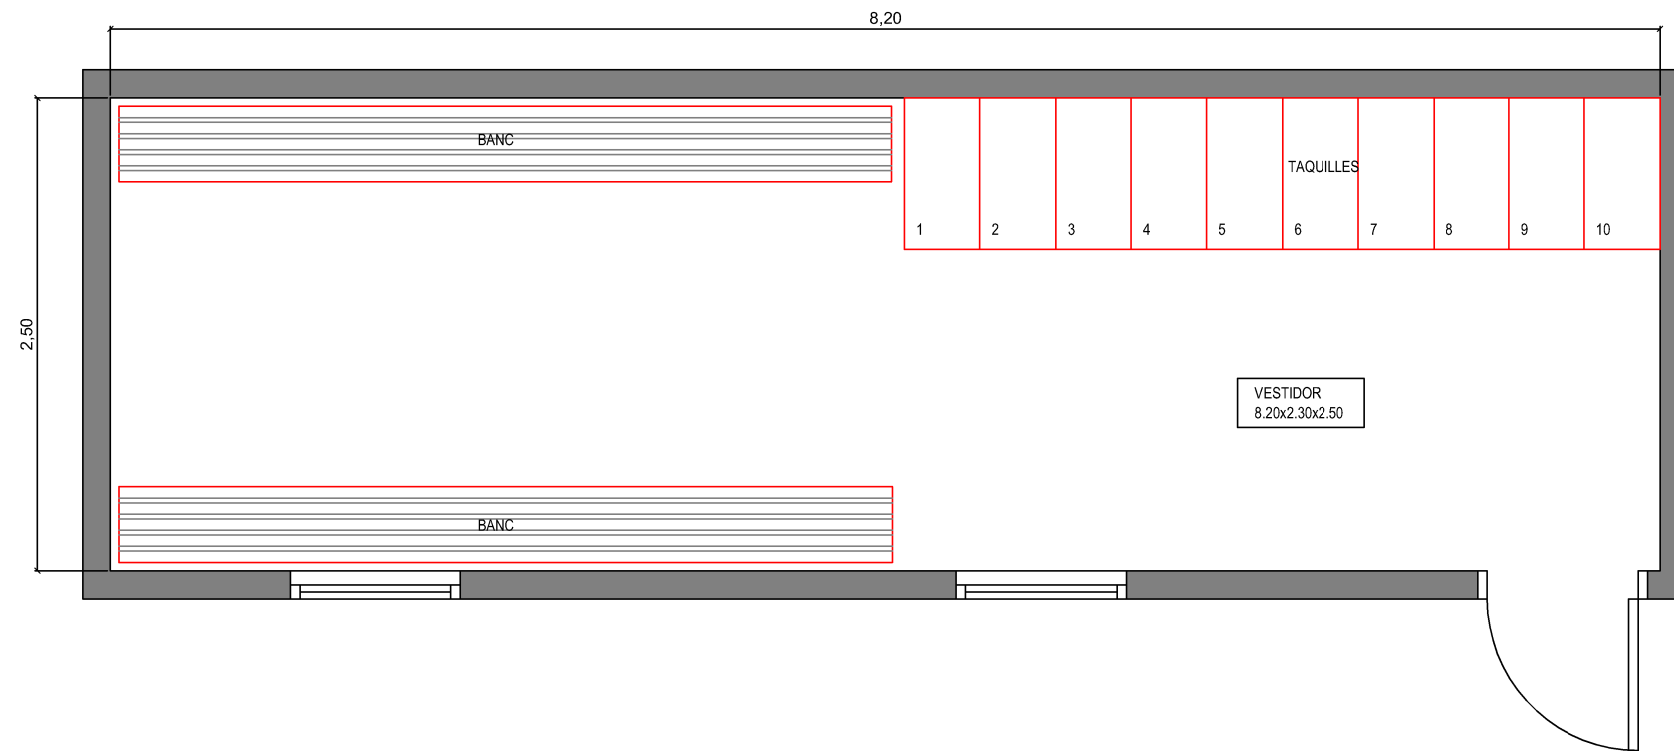 8,20
BANC
TAQUILLES
1 2 3 4 5 6 7 8 9 10
2,50
VESTIDOR
8.20x2.30x2.50
BANC